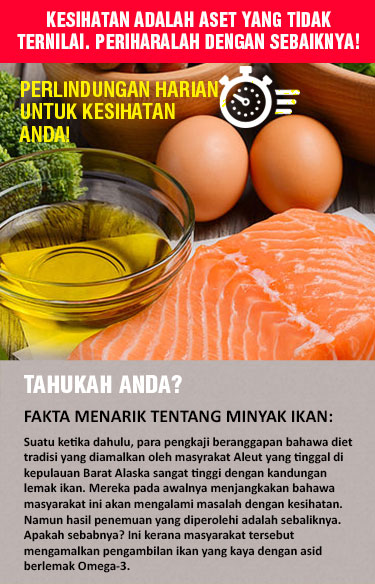 KESIHATAN ADALAH ASET YANG TIDAK
TERNILAI. PERIHARALAH DENGAN SEBAIKNYA!
PERLINDUNGAN HARIAN
UNTUK KESIHATAN
ANDA!
TAHUKAH ANDA?
FAKTA MENARIK TENTANG MINYAK IKAN:
Suatu ketika dahulu, para pengkaji beranggapan bahawa diet
tradisi yang diamalkan oleh masyrakat Aleut yang tinggal di
kepulauan Barat Alaska sangat tinggi dengan kandungan
lemak ikan. Mereka pada awalnya menjangkakan bahawa
masyarakat ini akan mengalami masalah dengan kesihatan.
Namun hasil penemuan yang diperolehi adalah sebaliknya.
Apakah sebabnya? Ini kerana masyarakat tersebut
mengamalkan pengambilan ikan yang kaya dengan asid
berlemak Omega-3.